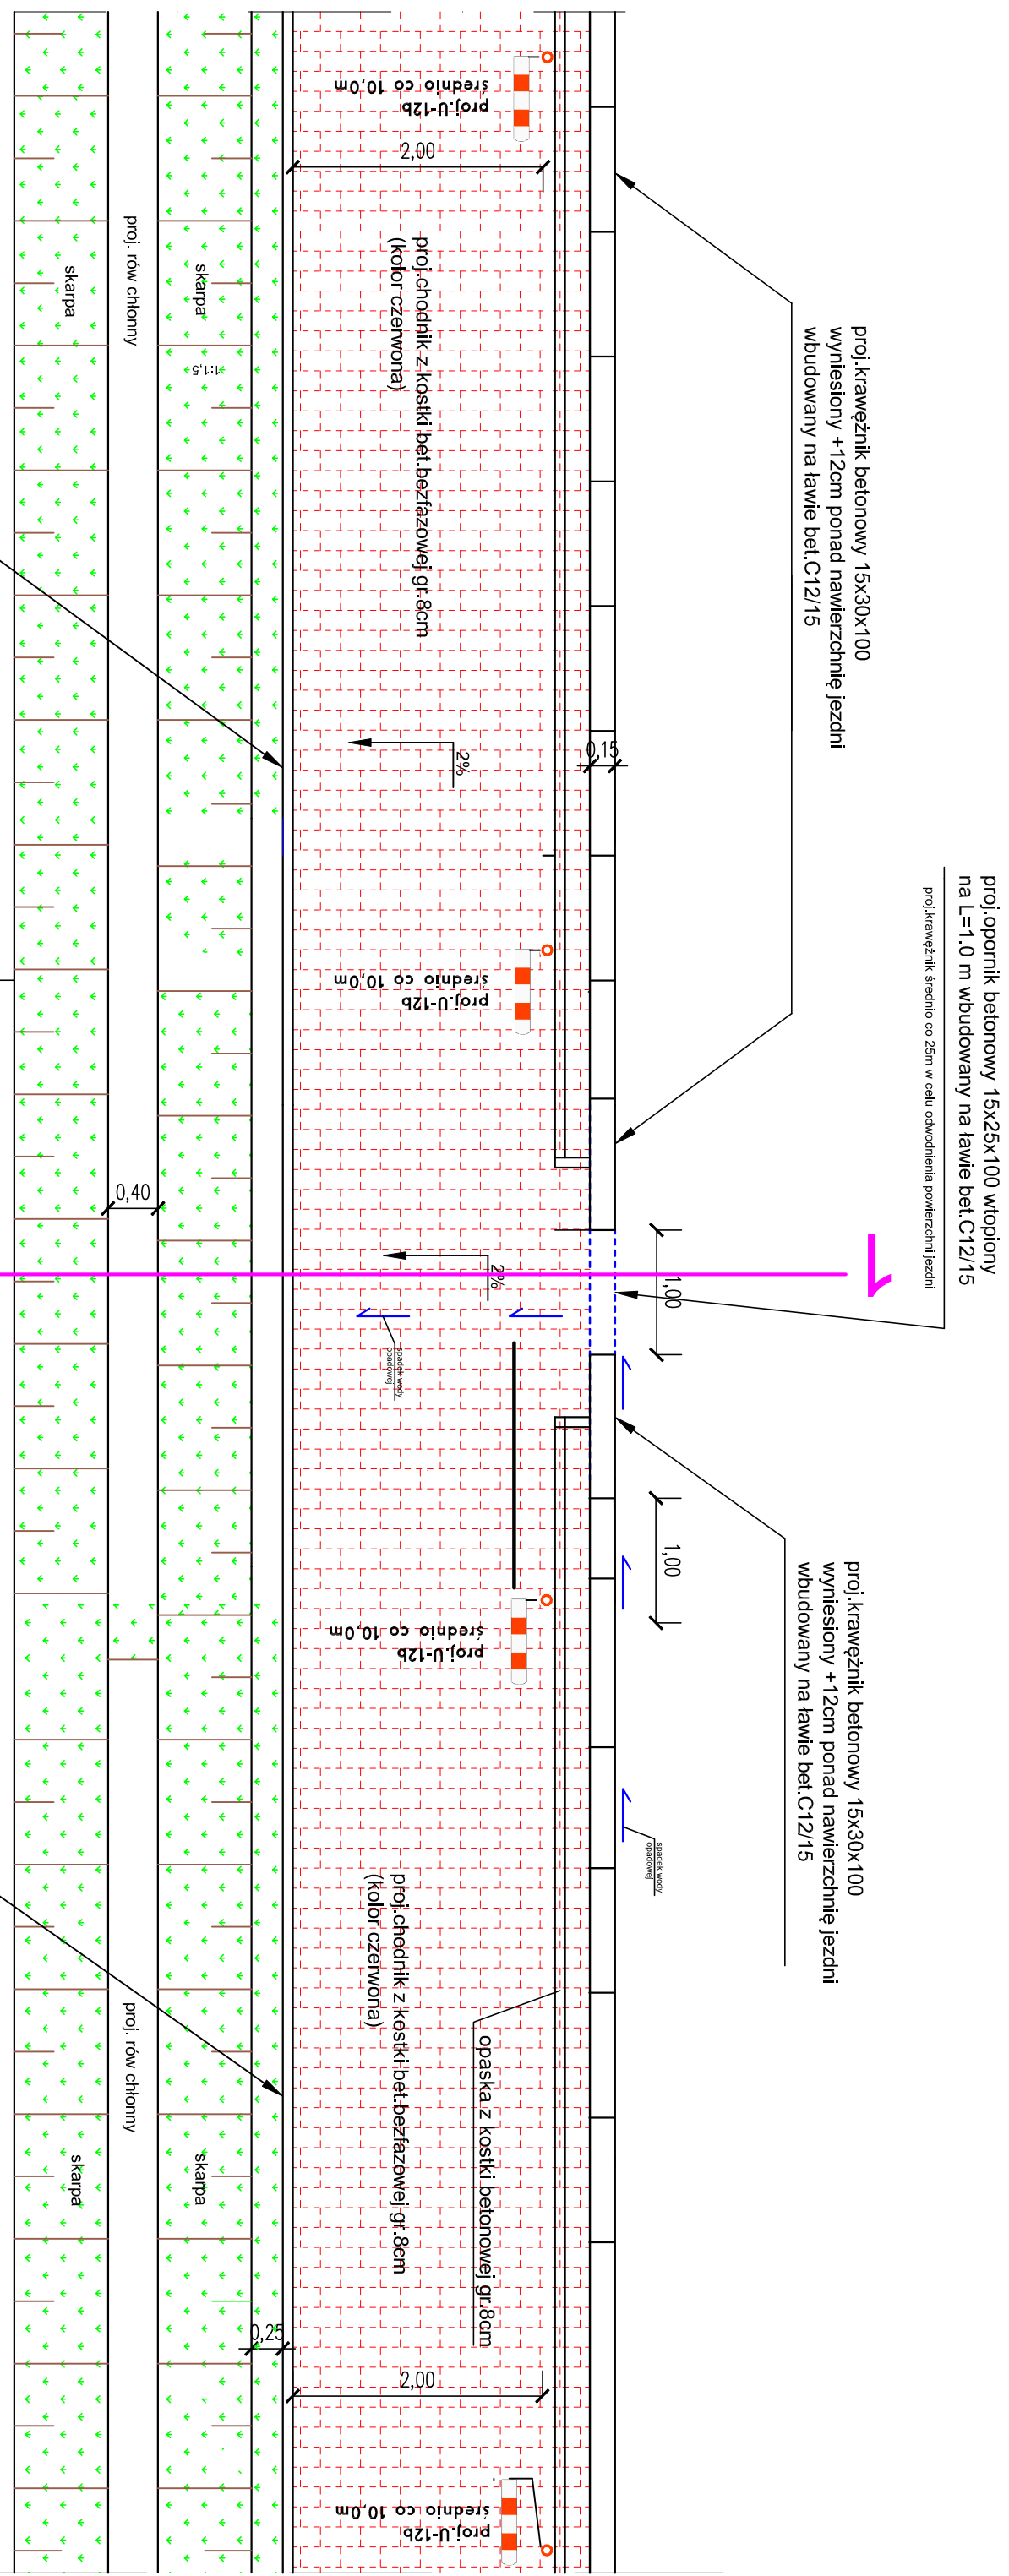 proj.opornik betonowy 15x25x100 wtopiony
na L=1.0 m wbudowany na ławie bet.C12/15
proj.krawężnik średnio co 25m w celu odwodnienia powierzchni jezdni
1
proj.krawężnik betonowy 15x30x100
wyniesiony +12cm ponad nawierzchnię jezdni
wbudowany na ławie bet.C12/15
proj.krawężnik betonowy 15x30x100
wyniesiony +12cm ponad nawierzchnię jezdni
wbudowany na ławie bet.C12/15
1,00
1,00
spadek wody
opadowej
0,15
proj.U-12b
średnio co 10,0m
proj.U-12b
średnio co 10,0m
proj.U-12b
średnio co 10,0m
proj.U-12b
średnio co 10,0m
2,00
2%
2%
spadek wody
opadowej
opaska z kostki betonowej gr.8cm
2,00
proj.chodnik z kostki bet.bezfazowej gr.8cm
(kolor czerwona)
proj.chodnik z kostki bet.bezfazowej gr.8cm
(kolor czerwona)
0,25
skarpa
1:1,5
skarpa
proj. rów chłonny
0,40
proj. rów chłonny
skarpa
skarpa